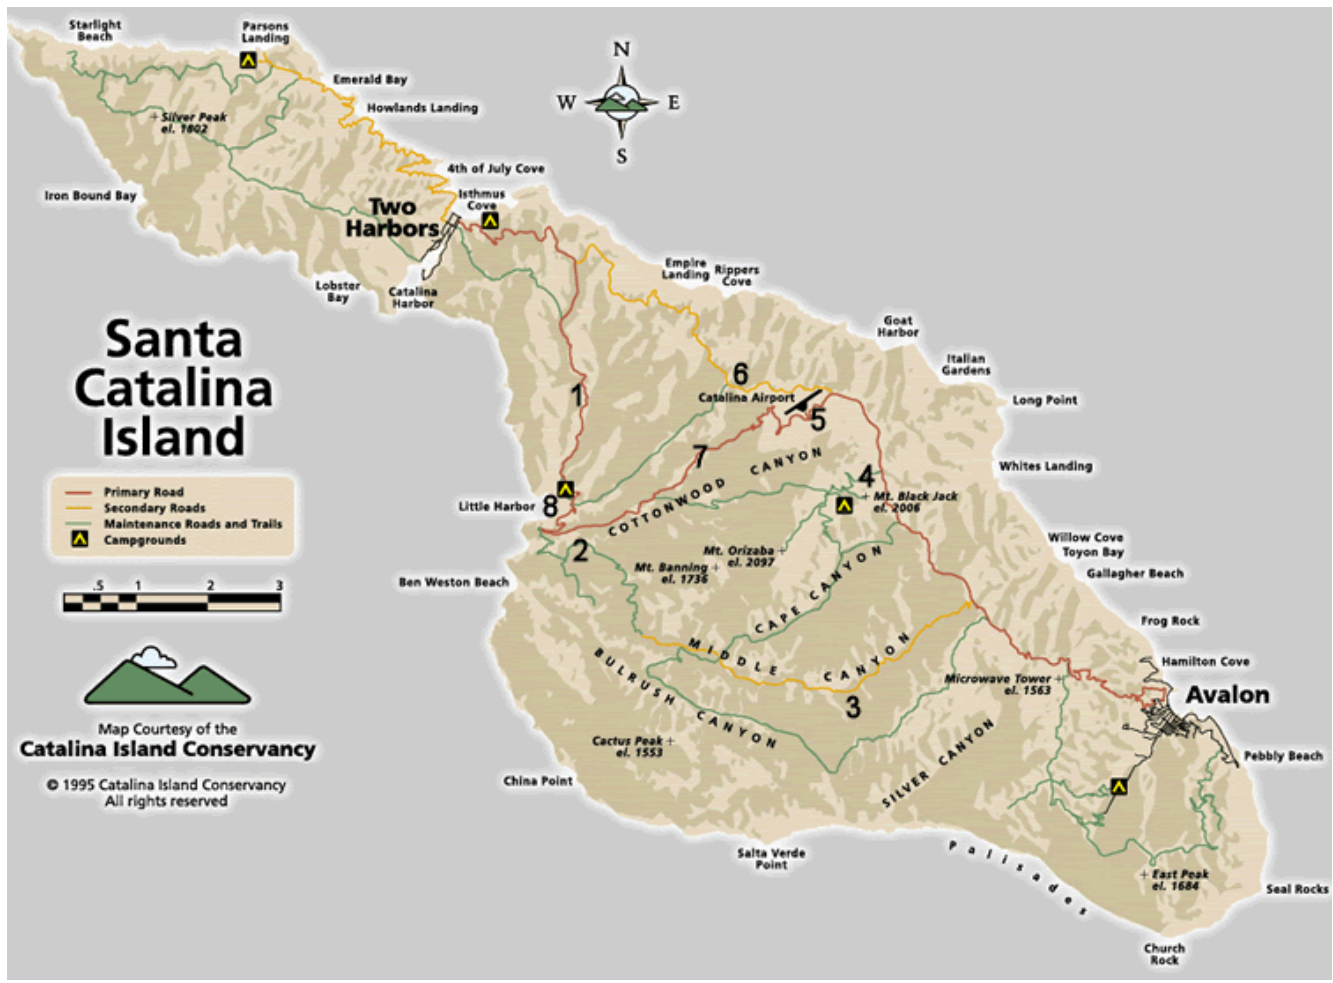 Starlight
Beach
Parsons
Landing
Emerald Bay
Howlands Landing
Silver Peak
el. 1802
4th of July Cove
Isthmus
Cove
Iron Bound Bay
Two
Harbors
Lobster
Bay
Catalina
Harbor
N
W
E
S
Empire
Landing
Rippers
Cove
Goat
Harbor
Italian
Gardens
Long Point
Whites Landing
Santa
Catalina
Island
Primary Road
Secondary Roads
Maintenance Roads and Trails
Campgrounds
.5 1 2 3
Map Courtesy of the
Catalina Island Conservancy
© 1995 Catalina Island Conservancy
All rights reserved
1
6
Catalina Airport
5
7
COTTONWOOD CANYON
4
Mt. Black Jack
el. 2006
Little Harbor
8
2
Mt. Orizaba
el. 2097
Mt. Banning
el. 1736
Ben Weston Beach
CAPE CANYON
Willow Cove
Toyon Bay
Gallagher Beach
Frog Rock
Hamilton Cove
MIDDLE CANYON
3
BULRUSH CANYON
Microwave Tower
el. 1563
Avalon
Cactus Peak
el. 1553
SILVER CANYON
Pebbly Beach
China Point
Salta Verde
Point
Palisades
East Peak
el. 1684
Seal Rocks
Church
Rock